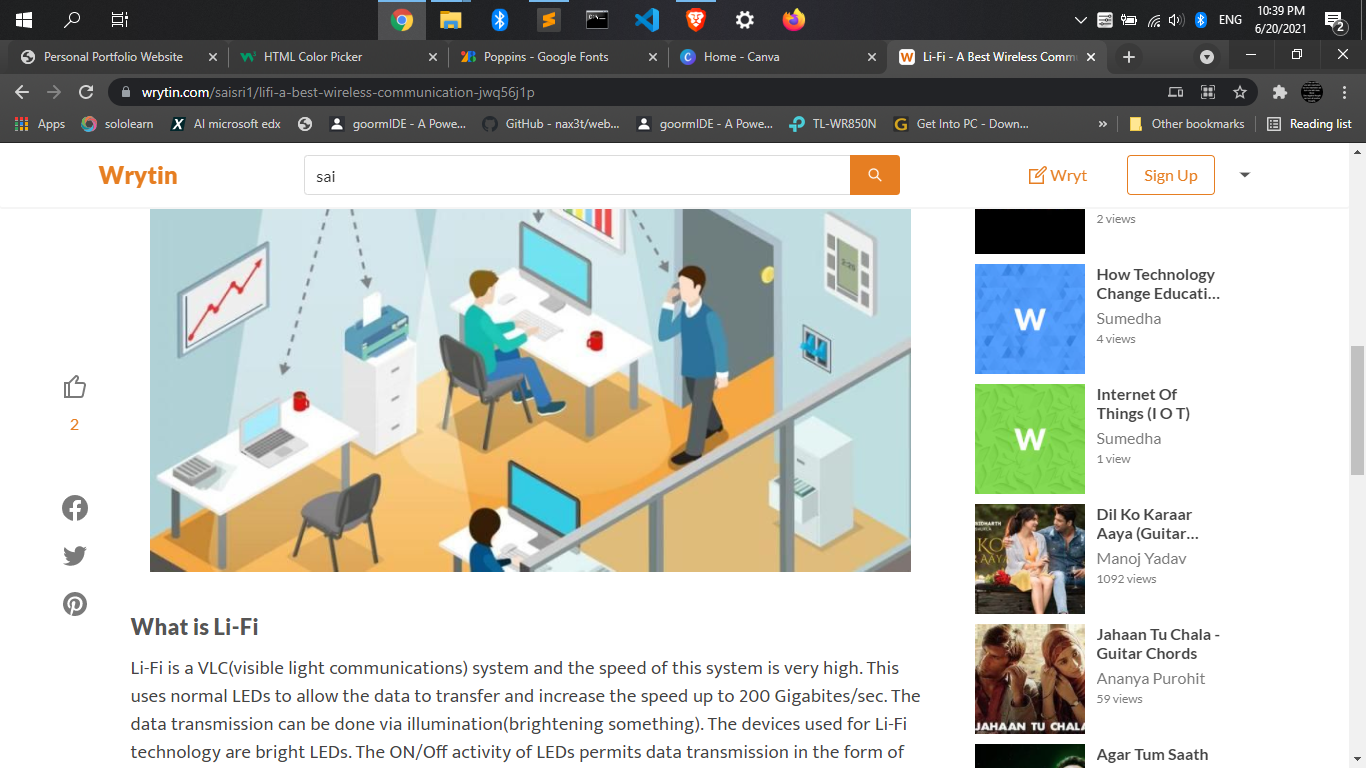 ENG
10:39 PM
6/20/2021
2
Personal Portfolio Website
HTML Color Picker
Poppins - Google Fonts
Home - Canva
Li-Fi - A Best Wireless Comm
wrytin.com/saisri1/lifi-a-best-wireless-communication-jwq56j1p
Apps
sololearn
AI microsoft edx
goormIDE - A Powe...
GitHub - nax3t/web...
goormIDE - A Powe...
TL-WR850N
Get Into PC - Down...
»
Other bookmarks
Reading list
Wrytin
sai
Wryt
Sign Up
2 views
How Technology
Change Educati...
Sumedha
4 views
W
Internet Of
Things (I O T)
Sumedha
1 view
W
2
Dil Ko Karaar
Aaya (Guitar...
Manoj Yadav
1092 views
Jahaan Tu Chala -
Guitar Chords
Ananya Purohit
59 views
JAHAAN TU CHALA
Agar Tum Saath
What is Li-Fi
Li-Fi is a VLC(visible light communications) system and the speed of this system is very high. This
uses normal LEDs to allow the data to transfer and increase the speed up to 200 Gigabites/sec. The
data transmission can be done via illumination(brightening something). The devices used for Li-Fi
technology are bright LEDs. The ON/Off activity of LEDs permits data transmission in the form of